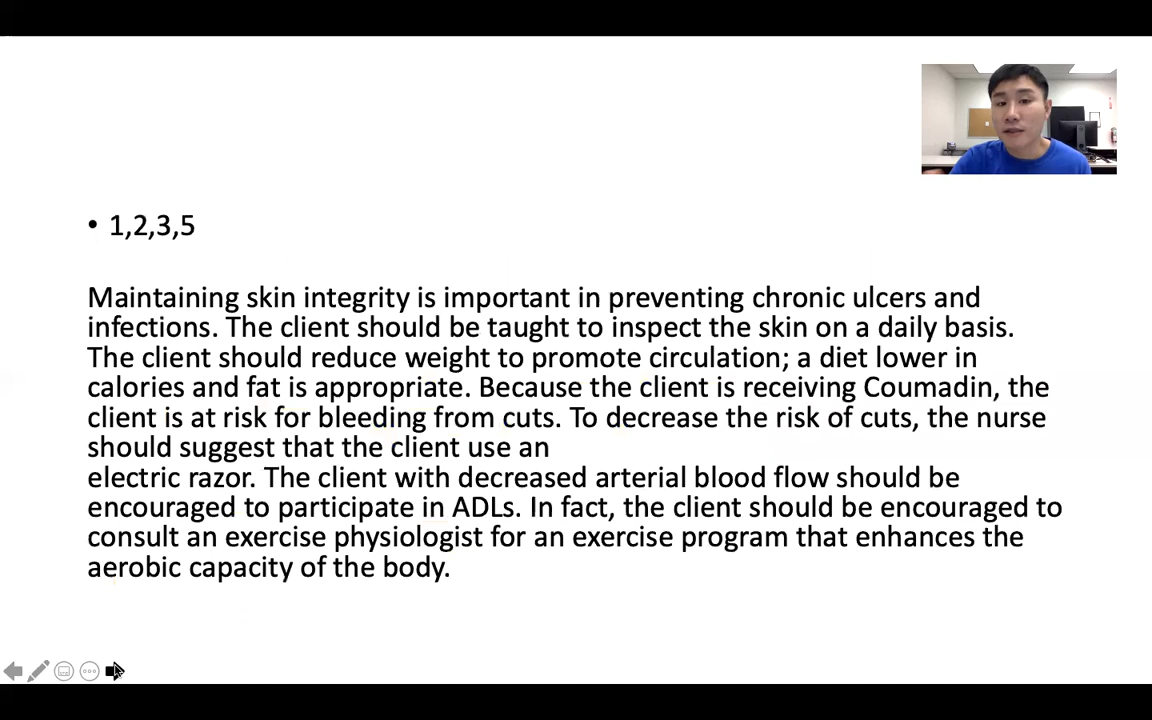 • 1,2,3,5
Maintaining skin integrity is important in preventing chronic ulcers and
infections. The client should be taught to inspect the skin on a daily basis.
The client should reduce weight to promote circulation; a diet lower in
calories and fat is appropriate. Because the client is receiving Coumadin, the
client is at risk for bleeding from cuts. To decrease the risk of cuts, the nurse
should suggest that the client use an
electric razor. The client with decreased arterial blood flow should be
encouraged to participate in ADLs. In fact, the client should be encouraged to
consult an exercise physiologist for an exercise program that enhances the
aerobic capacity of the body.